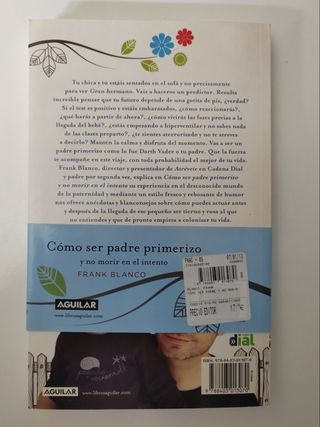 Tu chica y tú estáis sentados en el sofá y no precisamente
para ver Gran hermano. Vais a haceros un predictor. Resulta
increíble pensar que tu futuro depende de una gotita de pis, ¿verdad?
Si el test es positivo y estáis embarazados, ¿cómo reaccionarás?,
¿qué harás a partir de ahora?, ¿cómo viviréis las fiestas previas a
la llegada del bebé?, ¿estás empezando a hiperventilar y no sabes nada
de las clases preparto?, ¿te sientes aterrorizado y no te atreves
a decírlo? Mantén la calma y disfruta del momento. Vas a ser un
padre primerizo como lo fue Darth Vader o tu padre. Que la fuerza
te acompañe en este viaje, con toda probabilidad el mejor de tu vida.
Frank Blanco, director y presentador de Atrévete en Cadena Dial
y padre por segunda vez, explica en Cómo ser padre primerizo
y no morir en el intento su experiencia en el desconocido mundo
de la paternidad y mediante un estilo fresco y rebosante de humor
nos ofrece anécdotas y bianconsejos sobre cómo puedes actuar antes
y después de la llegada de ese pequeño ser tierno y rosa al que
no entiendes y que de pronto empieza a colonizar tu vida.
Cómo ser padre primerizo
y no morir en el intento
FRANK BLANCO
AGUILAR
www.librosaguilar.com
PRECIO EDITOR
dial
AGUILAR
www.librosaguilar.com